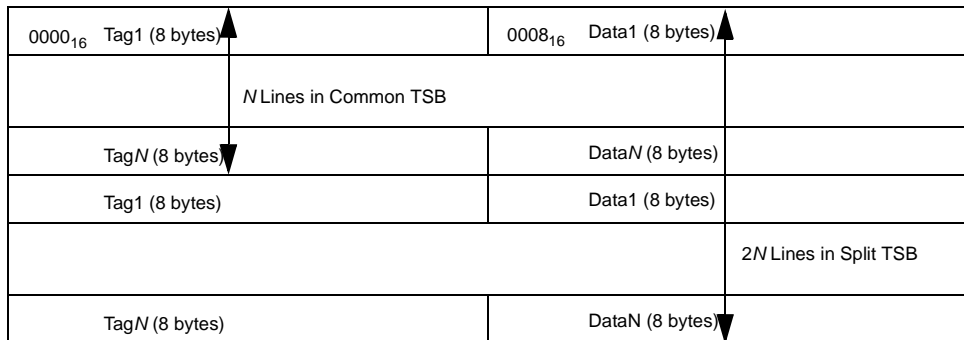 0000₁₆ Tag1 (8 bytes) 0008₁₆ Data1 (8 bytes)
N Lines in Common TSB
TagN (8 bytes) DataN (8 bytes)
Tag1 (8 bytes) Data1 (8 bytes)
2N Lines in Split TSB
TagN (8 bytes) DataN (8 bytes)